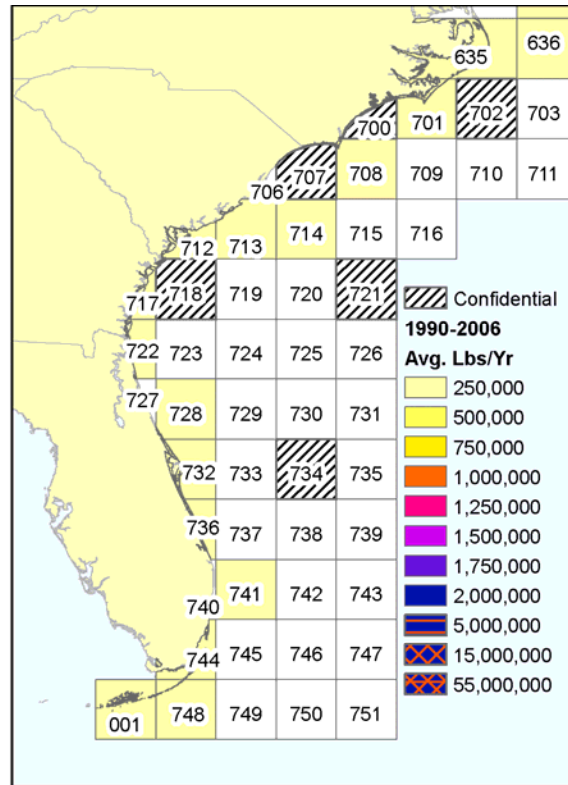 635 636
700 701 702 703
706 707 708 709 710 711
712 713 714 715 716
717 718 719 720 721
Confidential
1990-2006
722 723 724 725 726
Avg. Lbs/Yr
250,000
727 728 729 730 731
500,000
750,000
732 733 734 735
1,000,000
1,250,000
736 737 738 739
1,500,000
1,750,000
740 741 742 743
2,000,000
5,000,000
744 745 746 747
15,000,000
55,000,000
001 748 749 750 751